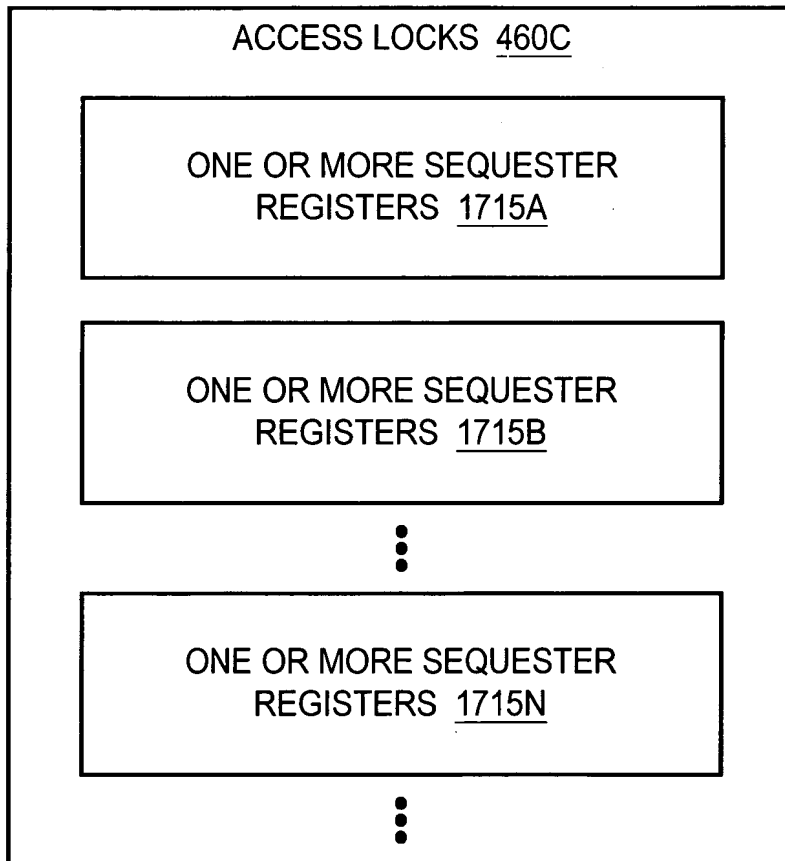 ACCESS LOCKS 460C
ONE OR MORE SEQUESTER
REGISTERS 1715A
ONE OR MORE SEQUESTER
REGISTERS 1715B
ONE OR MORE SEQUESTER
REGISTERS 1715N